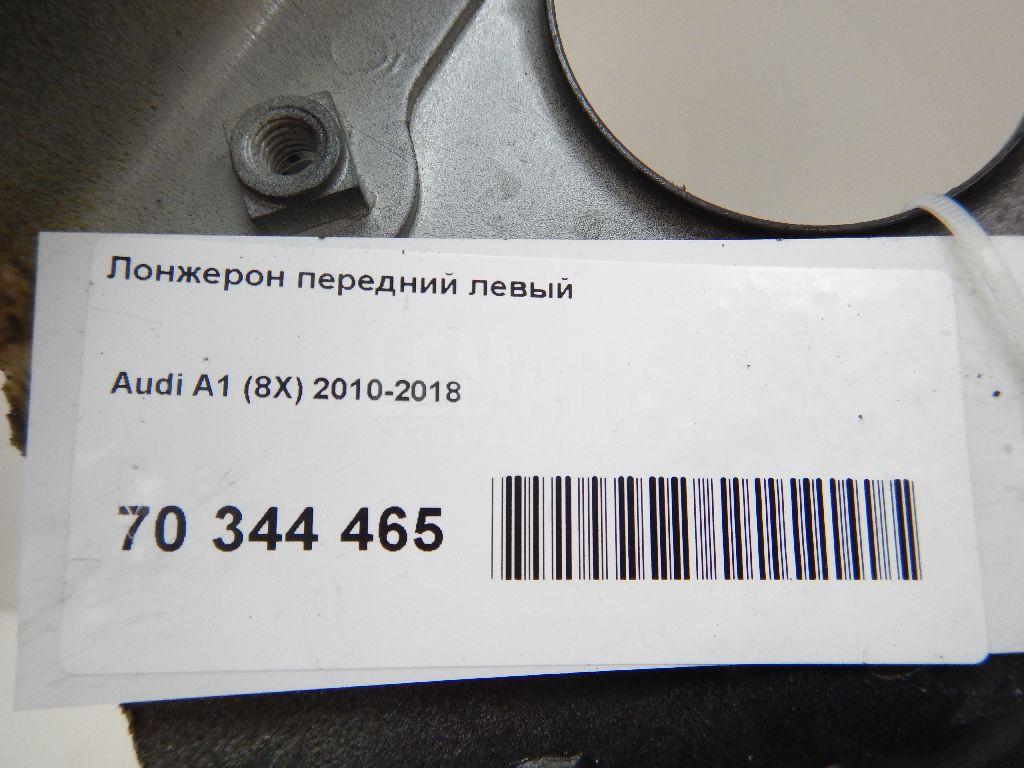 Лонжерон передний левый
Audi A1 (8X) 2010-2018
70 344 465